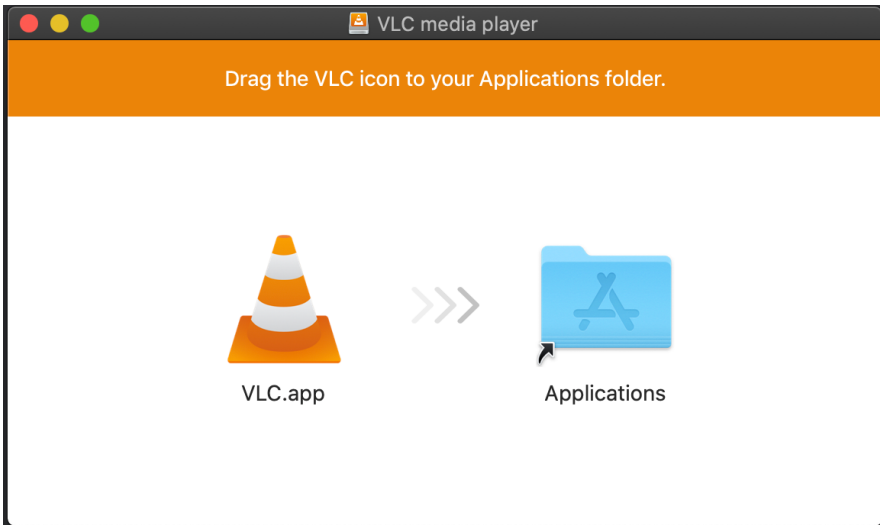 VLC media player
Drag the VLC icon to your Applications folder.
VLC.app
Applications